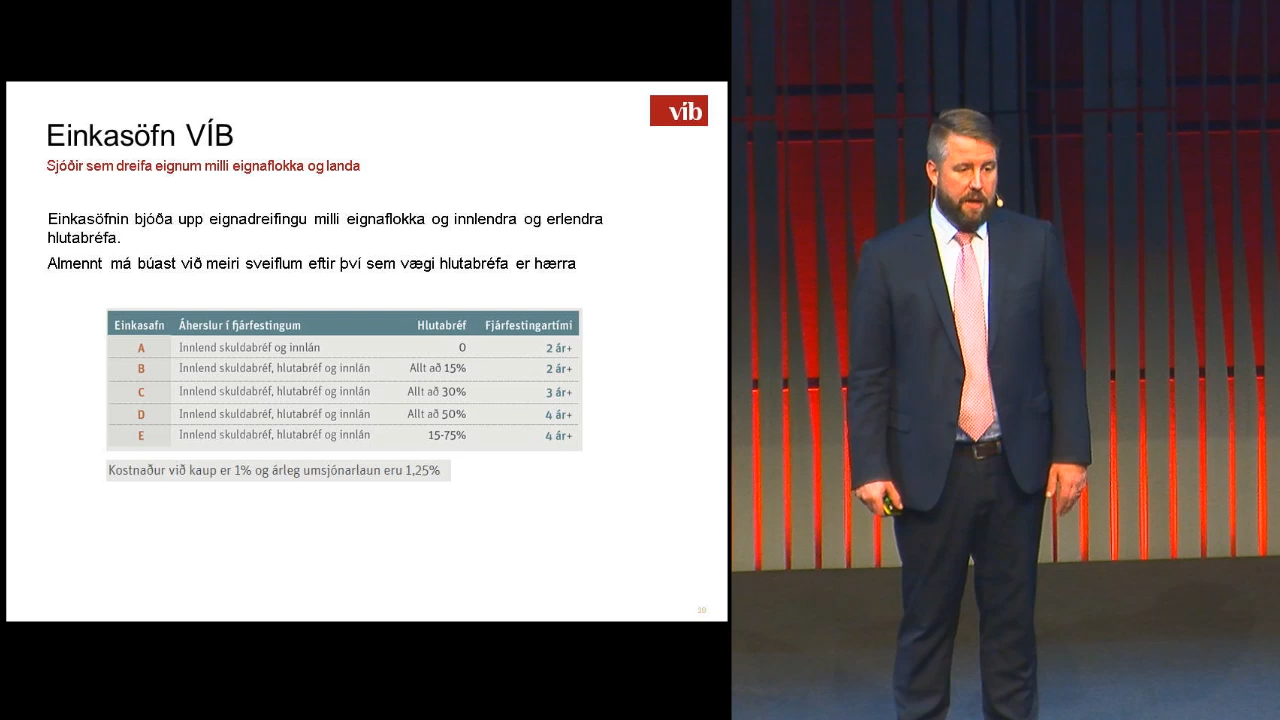 víb
Einkasöfn VÍB
Sjóðir sem dreifa eignum milli eignaflokka og landa
Einkasöfnin bjóða upp eignadreifingu milli eignaflokka og innlendra og erlendra
hlutabréfa.
Almennt má búast við meiri sveiflum eftir því sem vægi hlutabréfa er hærra
Einkasafn Áherslur í fjárfestingum Hlutabréf Fjárfestingartími
A Innlend skuldabréf og innlán 0 2 ár+
B Innlend skuldabréf, hlutabréf og innlán Allt að 15% 2 ár+
C Innlend skuldabréf, hlutabréf og innlán Allt að 30% 3 ár+
D Innlend skuldabréf, hlutabréf og innlán Allt að 50% 4 ár+
E Innlend skuldabréf, hlutabréf og innlán 15-75% 4 ár+
Kostnaður við kaup er 1% og árleg umsjónarlaun eru 1,25%